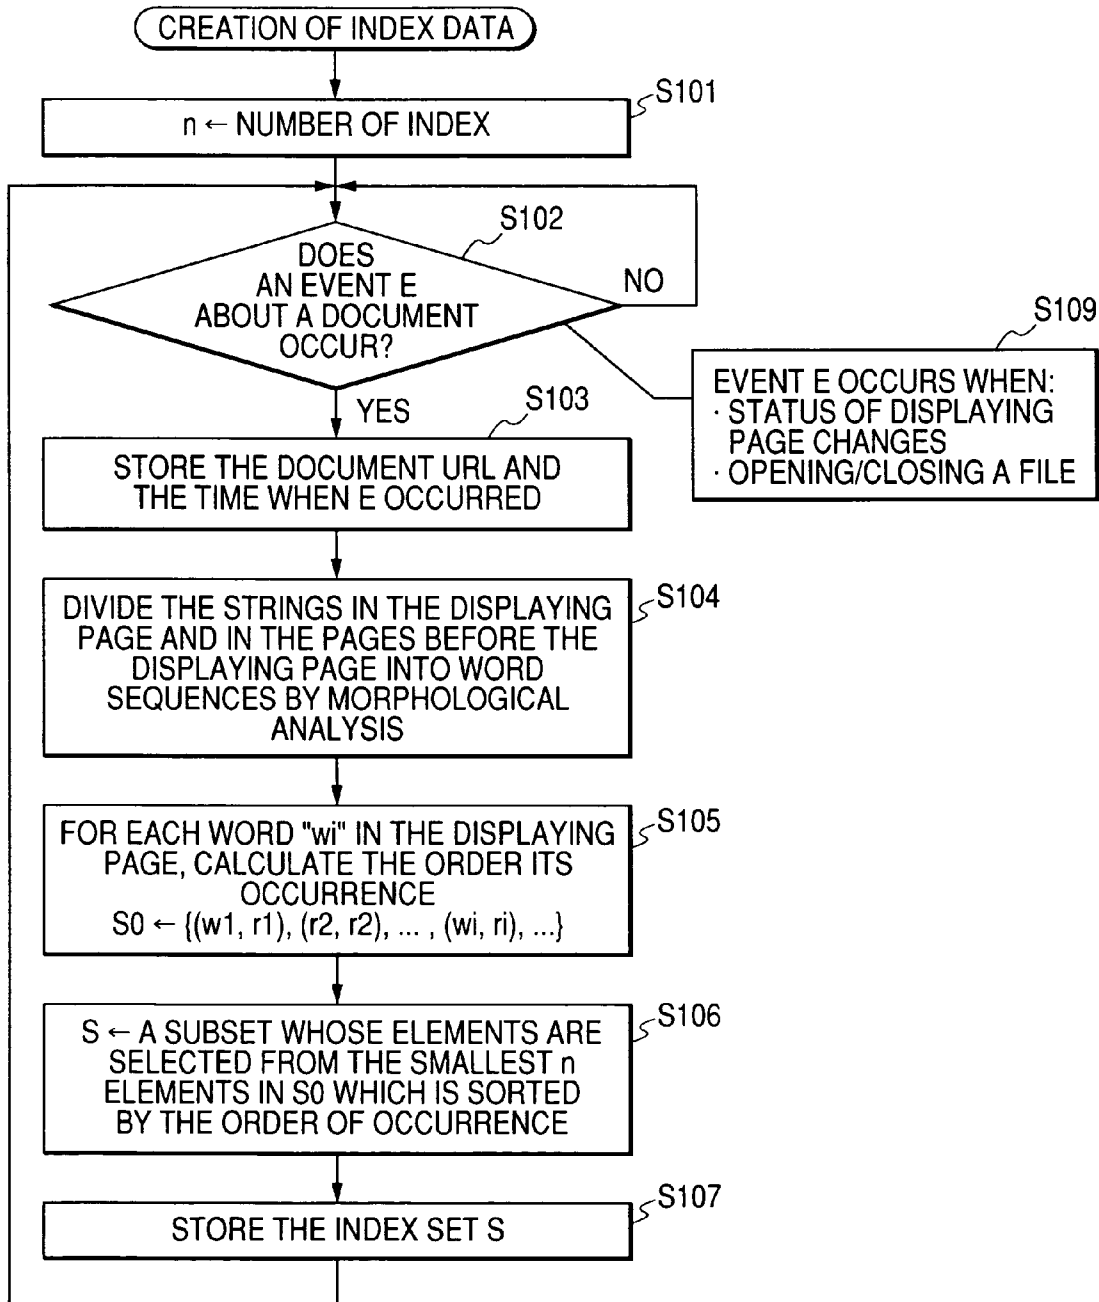 CREATION OF INDEX DATA
S101
n ← NUMBER OF INDEX
S102
DOES
AN EVENT E
ABOUT A DOCUMENT
OCCUR?
NO
YES
S109
EVENT E OCCURS WHEN:
· STATUS OF DISPLAYING
PAGE CHANGES
· OPENING/CLOSING A FILE
S103
STORE THE DOCUMENT URL AND
THE TIME WHEN E OCCURRED
S104
DIVIDE THE STRINGS IN THE DISPLAYING
PAGE AND IN THE PAGES BEFORE THE
DISPLAYING PAGE INTO WORD
SEQUENCES BY MORPHOLOGICAL
ANALYSIS
S105
FOR EACH WORD "wi" IN THE DISPLAYING
PAGE, CALCULATE THE ORDER ITS
OCCURRENCE
S0 ← {(w1, r1), (r2, r2), ... , (wi, ri), ...}
S106
S ← A SUBSET WHOSE ELEMENTS ARE
SELECTED FROM THE SMALLEST n
ELEMENTS IN S0 WHICH IS SORTED
BY THE ORDER OF OCCURRENCE
S107
STORE THE INDEX SET S